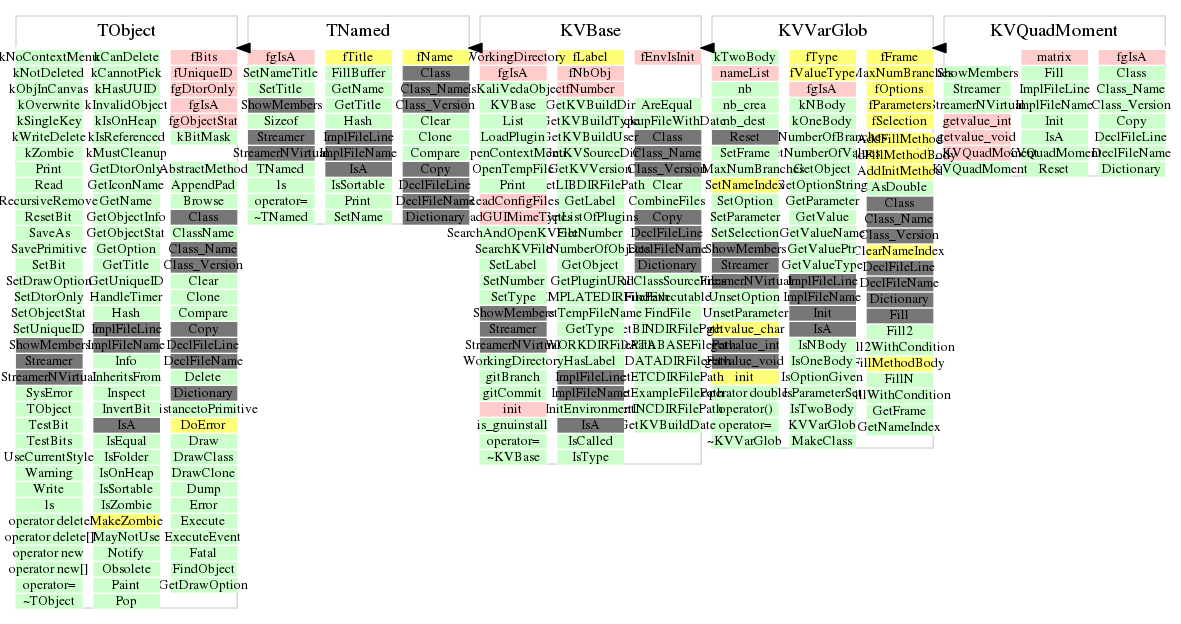 TObject
kNoContextMenu kCanDelete fBits
kNotDeleted kCannotPick fUniqueID
kObjInCanvas kHasUUID fgDtorOnly
kOverwrite kInvalidObject fgIsA
kSingleKey kIsOnHeap fgObjectStat
kWriteDelete kIsReferenced kBitMask
kZombie kMustCleanup
Print GetDtorOnly AbstractMethod
Read GetIconName AppendPad
RecursiveRemove GetName Browse
ResetBit GetObjectInfo Class
SaveAs GetObjectStat ClassName
SavePrimitive GetOption Class_Name
SetBit GetTitle Class_Version
SetDrawOption GetUniqueID Clear
SetDtorOnly HandleTimer Clone
SetObjectStat Hash Compare
SetUniqueID ImplFileLine Copy
ShowMembers ImplFileName DeclFileLine
Streamer Info DeclFileName
StreamerNVirtual InheritsFrom Delete
SysError Inspect Dictionary
TObject InvertBit istancetoPrimitive
TestBit IsA DoError
TestBits IsEqual Draw
UseCurrentStyle IsFolder DrawClass
Warning IsOnHeap DrawClone
Write IsSortable Dump
ls IsZombie Error
operator delete MakeZombie Execute
operator delete[] MayNotUse ExecuteEvent
operator new Notify Fatal
operator new[] Obsolete FindObject
operator= Paint GetDrawOption
~TObject Pop
TNamed
fgIsA fTitle fName
SetNameTitle FillBuffer Class
SetTitle GetName Class_Name
ShowMembers GetTitle Class_Version
Sizeof Hash Clear
Streamer ImplFileLine Clone
StreamerNVirtual ImplFileName Compare
TNamed IsA Copy
ls IsSortable DeclFileLine
operator= Print DeclFileName
~TNamed SetName Dictionary
KVBase
WorkingDirectory fLabel fEnvIsInit
fgIsA fNbObj
IsKaliVedaObject fNumber
KVBase GetKVBuildDir AreEqual
List GetKVBuildType
LoadPlugin GetKVBuildUser Class
OpenContextMenu GetKVSourceDir Class_Name
OpenTempFile GetKVVersion Class_Version
Print etLIBDIRFilePath Clear
ReadConfigFiles GetLabel CombineFiles
GUIMimeTypes ListOfPlugins Copy
SearchAndOpenKVFile GetNumber DeclFileLine
SearchKVFile NumberOfObjects DeclFileName
SetLabel GetObject Dictionary
SetNumber GetPluginURI
SetType FindExecutable
ShowMembers TempFileName FindFile
Streamer GetType etBINDIRFilePath
StreamerNVirtual WORKDIRFilePath DATABASEFilePath
WorkingDirectory HasLabel DATADIRFilePath
gitBranch ImplFileLine ETCDIRFilePath
gitCommit ImplFileName ExampleFilePath
init InitEnvironment INCDIRFilePath
is_gnuinstall IsA GetKVBuildDate
operator= IsCalled
~KVBase IsType
KVVarGlob
kTwoBody fType fFrame
nameList fValueType MaxNumBranches
nb fgIsA fOptions
nb_crea kNBody fParameters
nb_dest kOneBody fSelection
Reset NumberOfBranches AddFillMethod
SetFrame tNumberOfValues AddFillMethodBody
MaxNumBranches GetObject AddInitMethod
SetNameIndex GetOptionString AsDouble
SetOption GetParameter Class
SetParameter GetValue Class_Name
SetSelection GetValueName Class_Version
ShowMembers GetValuePtr ClearNameIndex
Streamer GetValueType DeclFileLine
StreamerNVirtual ImplFileLine DeclFileName
UnsetOption ImplFileName Dictionary
UnsetParameter Init Fill
getvalue_char IsA Fill2
getvalue_int IsNBody ll2WithCondition
getvalue_void IsOneBody FillMethodBody
init IsOptionGiven FillN
operator double IsParameterSet llWithCondition
operator() IsTwoBody GetFrame
operator= KVVarGlob GetNameIndex
~KVVarGlob MakeClass
KVQuadMoment
matrix fgIsA
ShowMembers Fill Class
Streamer ImplFileLine Class_Name
StreamerNVirtual ImplFileName Class_Version
getvalue_int Init Copy
getvalue_void IsA DeclFileLine
KVQuadMoment KVQuadMoment DeclFileName
~KVQuadMoment Reset Dictionary